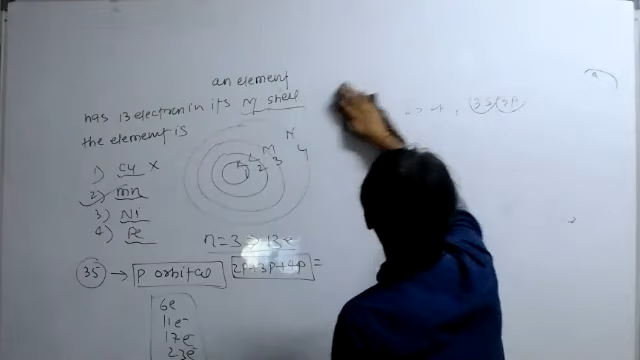 an element
has 13 electron in its M shell
the element is
1) Cu ×
2) mn
3) Ni
4) Fe
K L M N
1 2 3 4
n=3 ⇒ 13e
35 → P orbital 2p+3p+4p =
6e
11e⁻
17e
23e